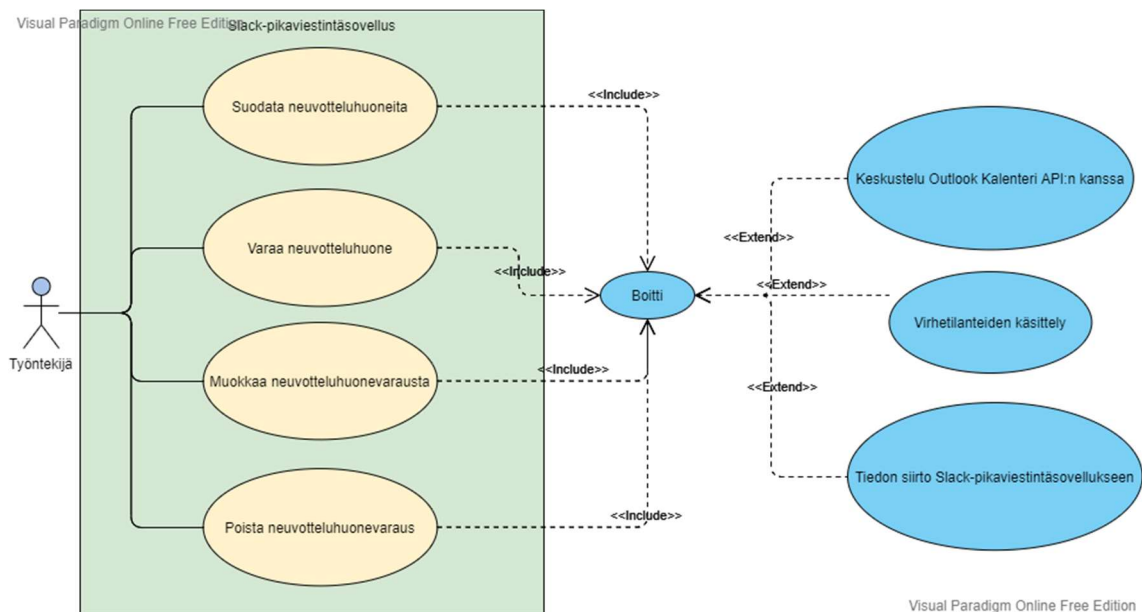 Visual Paradigm Online Free Edition
Slack-pikaviestintäsovellus
Suodata neuvotteluhuoneita
<<Include>>
Keskustelu Outlook Kalenteri API:n kanssa
<<Extend>>
Varaa neuvotteluhuone
<<Include>>
Boitti
<<Extend>>
Virhetilanteiden käsittely
Työntekijä
Muokkaa neuvotteluhuonevarausta
<<Include>>
<<Extend>>
Tiedon siirto Slack-pikaviestintäsovellukseen
Poista neuvotteluhuonevaraus
<<Include>>
Visual Paradigm Online Free Edition